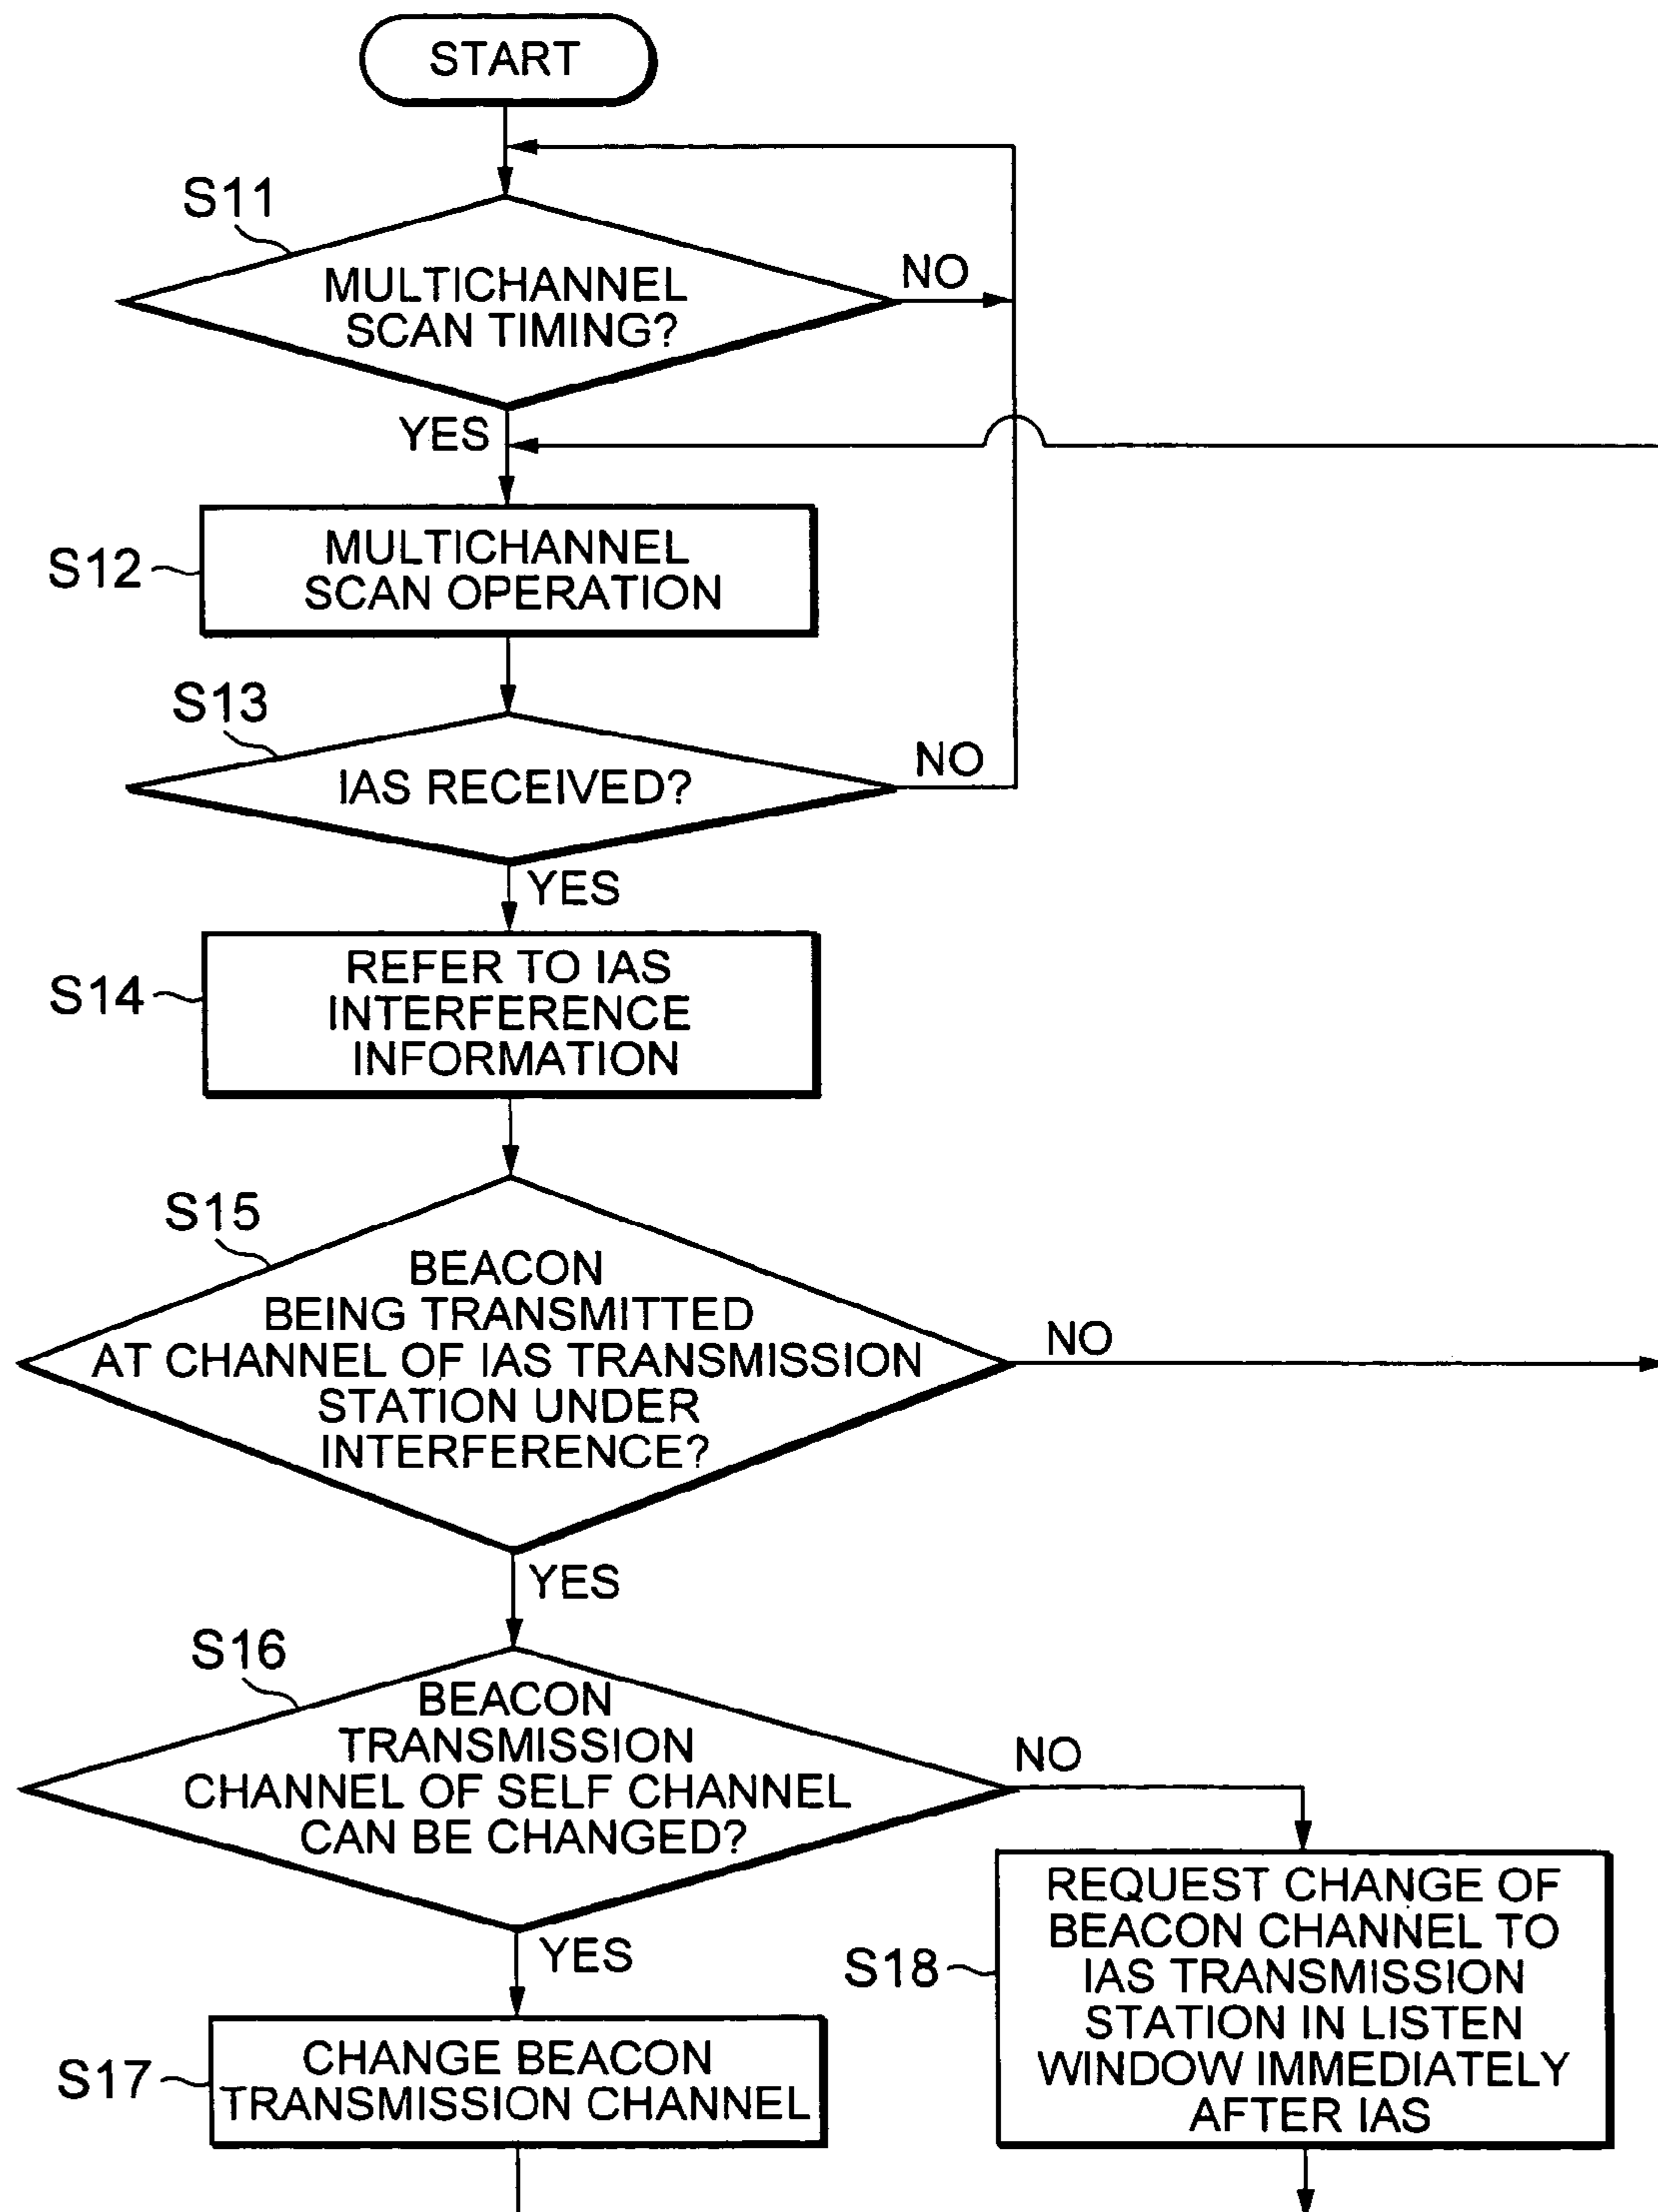 START
S11
MULTICHANNEL
SCAN TIMING?
NO
YES
S12
MULTICHANNEL
SCAN OPERATION
S13
IAS RECEIVED?
NO
YES
S14
REFER TO IAS
INTERFERENCE
INFORMATION
S15
BEACON
BEING TRANSMITTED
AT CHANNEL OF IAS TRANSMISSION
STATION UNDER
INTERFERENCE?
NO
YES
S16
BEACON
TRANSMISSION
CHANNEL OF SELF CHANNEL
CAN BE CHANGED?
NO
YES
S17
CHANGE BEACON
TRANSMISSION CHANNEL
S18
REQUEST CHANGE OF
BEACON CHANNEL TO
IAS TRANSMISSION
STATION IN LISTEN
WINDOW IMMEDIATELY
AFTER IAS